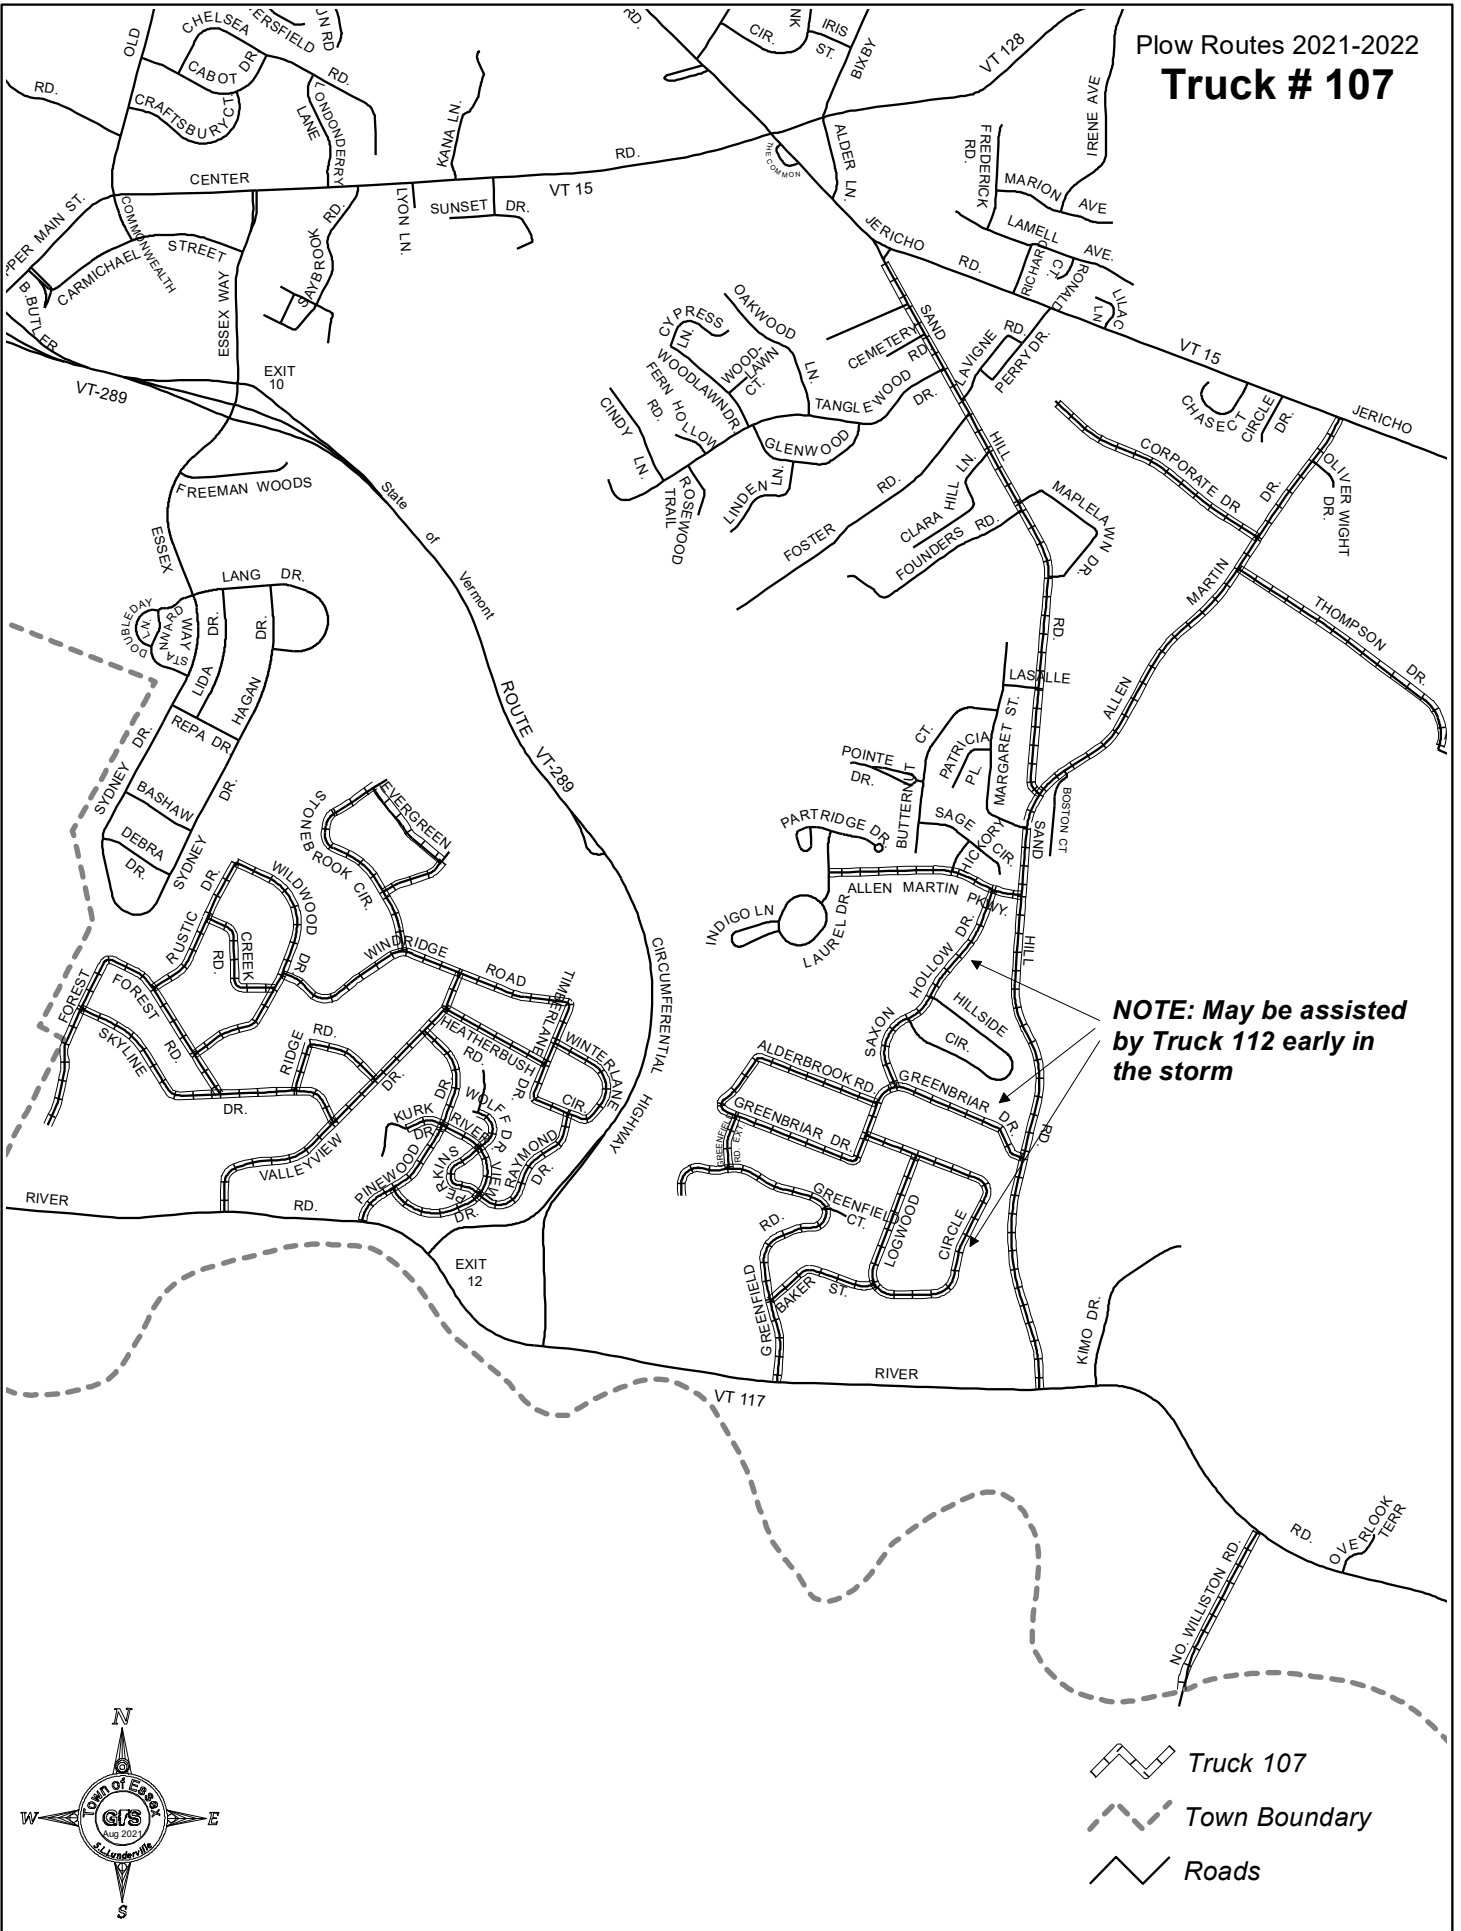 Plow Routes 2021-2022
Truck # 107
OLD
CHELSEA
ERSFIELD
RD.
UN RD
CABOT
DR
CRAFTSBURY CT.
LONDONDERRY
LANE
RD.
KANA LN.
RD.
CIR.
NK
IRIS
ST.
BIXBY
VT 128
IRENE AVE
FREDERICK
RD.
MARION
AVE
LAMELL
AVE.
RICHARD
CT.
RONALD
LILAC
LN
THE COMMON
ALDER LN.
JERICHO
RD.
CENTER
VT 15
RD.
UPPER MAIN ST.
COMMONWEALTH
CARMICHAEL
STREET
B.BUTLER
ESSEX WAY
SAYBROOK
RD.
LYON LN.
SUNSET
DR.
EXIT
10
VT-289
FREEMAN WOODS
State
of
Vermont
ROUTE
VT-289
CIRCUMFERENTIAL
HIGHWAY
CYPRESS
LN.
OAKWOOD
LN.
WOODLAWN DR.
WOOD-
LAWN
CT.
FERN
HOLLOW
RD.
CINDY
LN.
ROSEWOOD
TRAIL
GLENWOOD
LINDEN
LN.
TANGLEWOOD
DR.
CEMETERY
RD.
SAND
LAVIGNE
RD.
PERRY DR.
VT 15
CHASE
CT
CIRCLE
DR.
JERICHO
OLIVER WIGHT
DR.
CORPORATE DR
HILL
FOSTER
RD.
CLARA HILL LN.
FOUNDERS
RD.
MAPLELAWN DR.
RD.
ALLEN
MARTIN
DR.
THOMPSON
DR.
ESSEX
LANG
DR.
DOUBLEDAY
LN.
STANNARD
WAY
LIDA
DR.
HAGAN
DR.
REPA DR.
SYDNEY
DR.
BASHAW
DEBRA
DR.
SYDNEY
DR.
LASALLE
MARGARET ST.
PATRICIA
PL.
BUTTERNUT
CT.
POINTE
DR.
PARTRIDGE DR.
SAGE
CIR.
HICKORY
SAND
BOSTON CT
ALLEN MARTIN
PKWY.
INDIGO LN
LAUREL DR.
SAXON
HOLLOW
DR.
HILL
RD.
HILLSIDE
CIR.
NOTE: May be assisted
by Truck 112 early in
the storm
STONEBROOK CIR.
EVERGREEN
WILDWOOD
DR.
RUSTIC
DR.
CREEK
RD.
WINDRIDGE
ROAD
FOREST
FOREST
RD.
SKYLINE
DR.
RIDGE
RD.
VALLEYVIEW
DR.
HEATHERBUSH
RD.
TIMBERLANE
DR.
WINTERLANE
CIR.
WOLFF DR.
KURK
DR.
RIVER
VIEW
DR.
PERKINS
PINEWOOD
DR.
RAYMOND
DR.
ALDERBROOK RD.
GREENBRIAR DR.
GREENBRIAR DR.
GREENFIELD
RD. EXT
GREENFIELD
CT.
RD.
GREENFIELD
LOGWOOD
CIRCLE
BAKER
ST.
RIVER
RD.
EXIT
12
VT 117
RIVER
KIMO DR.
NO. WILLISTON RD.
RD.
OVERLOOK
TERR
N
W
E
S
Town of Essex
GIS
Aug 2021
S.L.Lunderville
Truck 107
Town Boundary
Roads